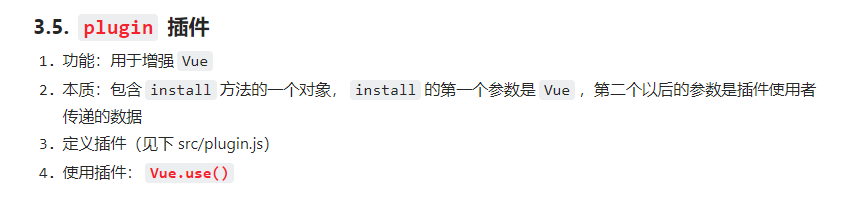 3.5. plugin 插件
1. 功能：用于增强 Vue
2. 本质：包含 install 方法的一个对象， install 的第一个参数是 Vue ，第二个以后的参数是插件使用者
传递的数据
3. 定义插件（见下 src/plugin.js）
4. 使用插件： Vue.use()